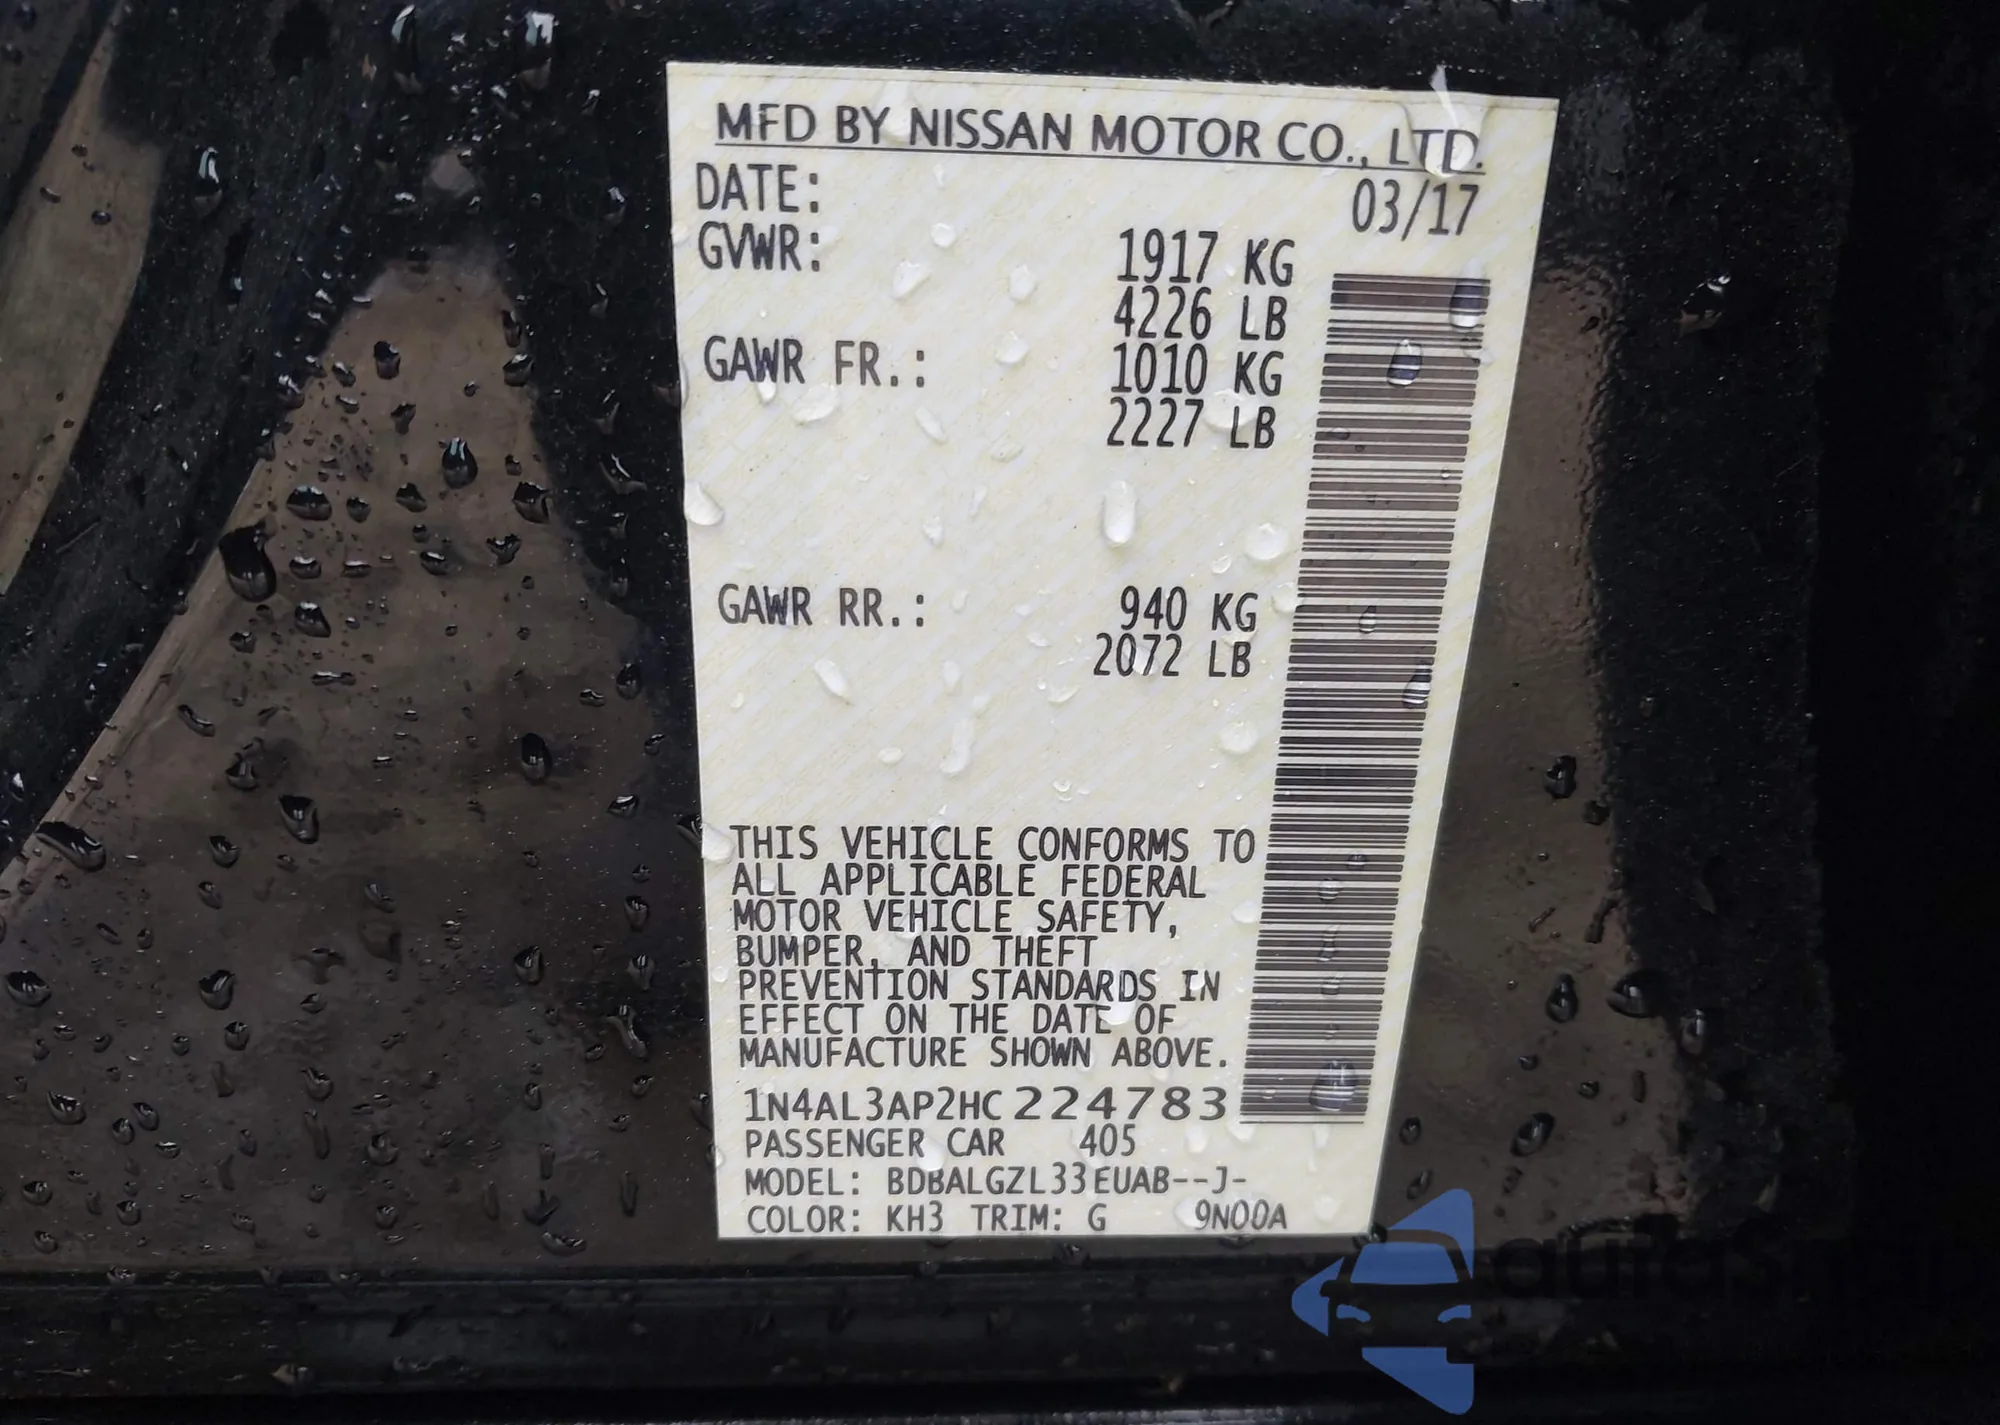 MFD BY NISSAN MOTOR CO., LTD.
DATE: 03/17
GVWR: 1917 KG
4226 LB
GAWR FR.: 1010 KG
2227 LB
GAWR RR.: 940 KG
2072 LB
THIS VEHICLE CONFORMS TO
ALL APPLICABLE FEDERAL
MOTOR VEHICLE SAFETY,
BUMPER, AND THEFT
PREVENTION STANDARDS IN
EFFECT ON THE DATE OF
MANUFACTURE SHOWN ABOVE.
1N4AL3AP2HC224783
PASSENGER CAR 405
MODEL: BDBALGZL33EUAB--J-
COLOR: KH3 TRIM: G 9N00A